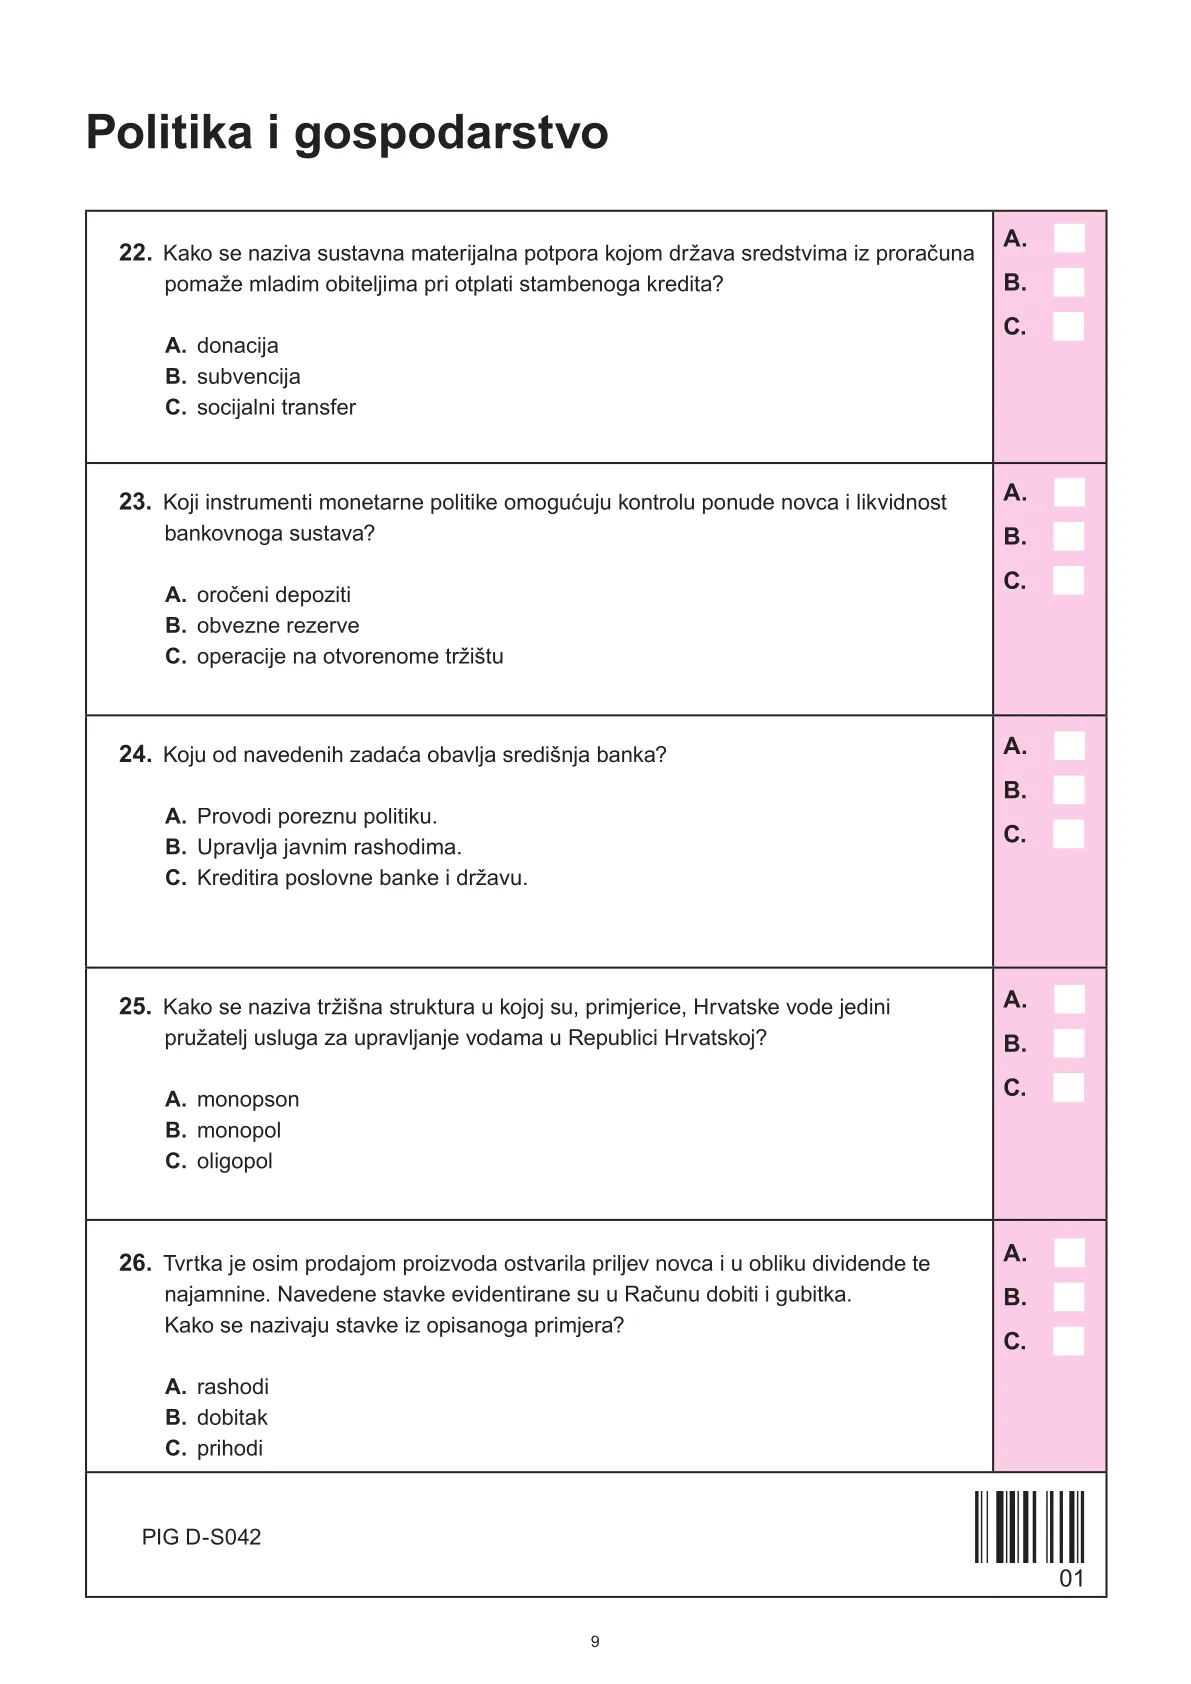 Politika i gospodarstvo
22. Kako se naziva sustavna materijalna potpora kojom država sredstvima iz proračuna
pomaže mladim obiteljima pri otplati stambenoga kredita?
A. donacija
B. subvencija
C. socijalni transfer
A.
B.
C.
23. Koji instrumenti monetarne politike omogućuju kontrolu ponude novca i likvidnost
bankovnoga sustava?
A. oročeni depoziti
B. obvezne rezerve
C. operacije na otvorenome tržištu
A.
B.
C.
24. Koju od navedenih zadaća obavlja središnja banka?
A. Provodi poreznu politiku.
B. Upravlja javnim rashodima.
C. Kreditira poslovne banke i državu.
A.
B.
C.
25. Kako se naziva tržišna struktura u kojoj su, primjerice, Hrvatske vode jedini
pružatelj usluga za upravljanje vodama u Republici Hrvatskoj?
A. monopson
B. monopol
C. oligopol
A.
B.
C.
26. Tvrtka je osim prodajom proizvoda ostvarila priljev novca i u obliku dividende te
najamnine. Navedene stavke evidentirane su u Računu dobiti i gubitka.
Kako se nazivaju stavke iz opisanoga primjera?
A. rashodi
B. dobitak
C. prihodi
A.
B.
C.
PIG D-S042
01
9